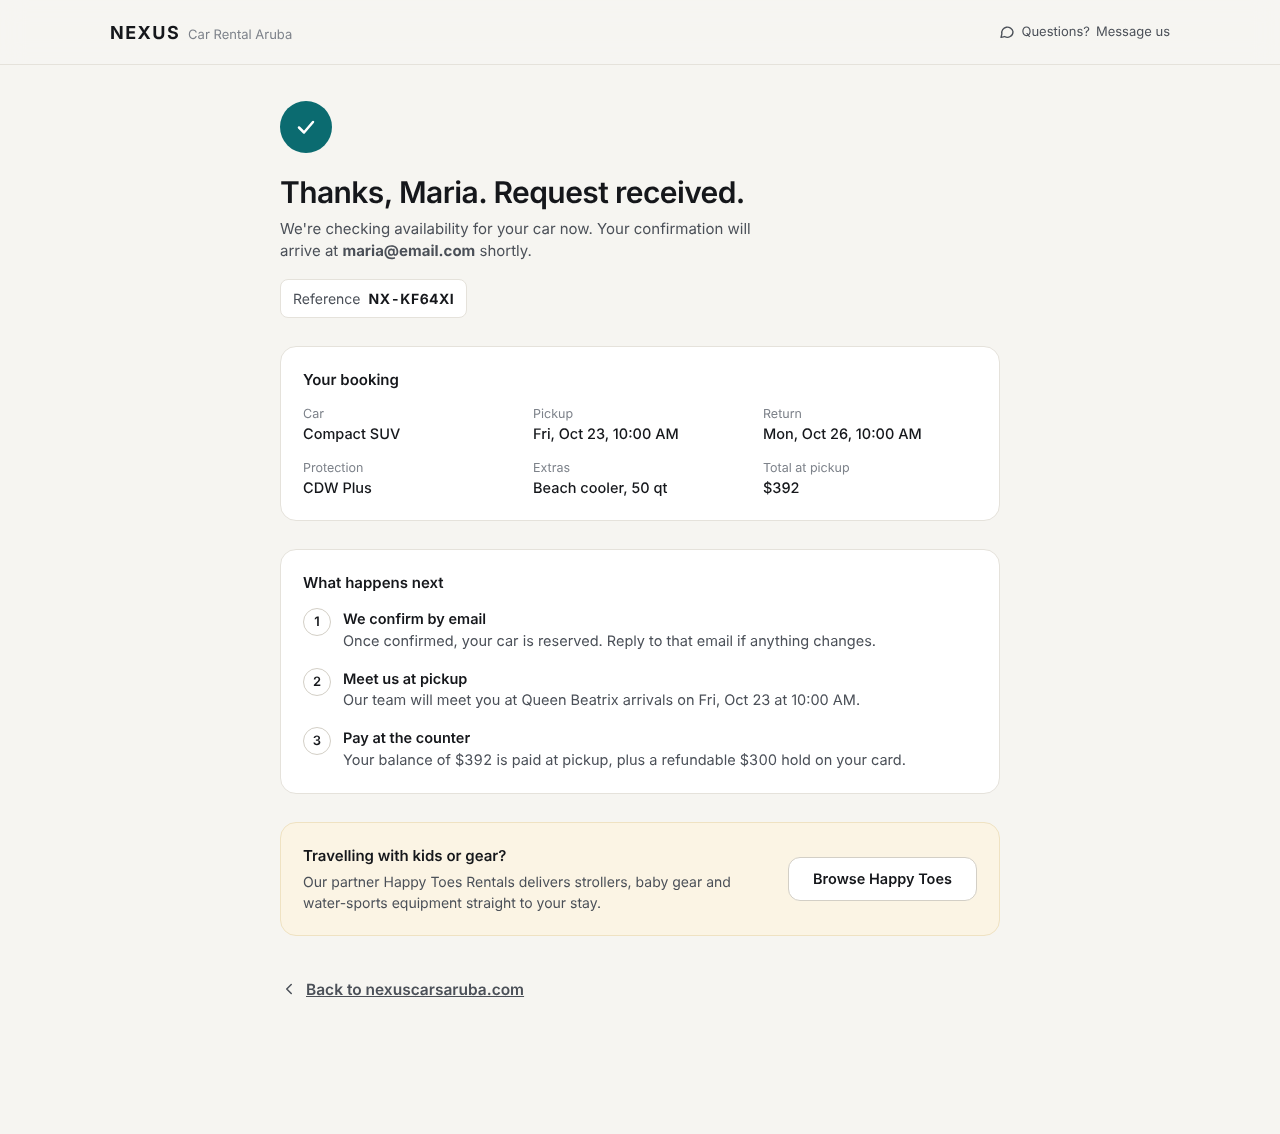 NEXUS Car Rental Aruba
Questions? Message us
Thanks, Maria. Request received.
We're checking availability for your car now. Your confirmation will
arrive at maria@email.com shortly.
Reference NX-KF64XI
Your booking
Car
Compact SUV
Pickup
Fri, Oct 23, 10:00 AM
Return
Mon, Oct 26, 10:00 AM
Protection
CDW Plus
Extras
Beach cooler, 50 qt
Total at pickup
$392
What happens next
1
We confirm by email
Once confirmed, your car is reserved. Reply to that email if anything changes.
2
Meet us at pickup
Our team will meet you at Queen Beatrix arrivals on Fri, Oct 23 at 10:00 AM.
3
Pay at the counter
Your balance of $392 is paid at pickup, plus a refundable $300 hold on your card.
Travelling with kids or gear?
Our partner Happy Toes Rentals delivers strollers, baby gear and
water-sports equipment straight to your stay.
Browse Happy Toes
Back to nexuscarsaruba.com